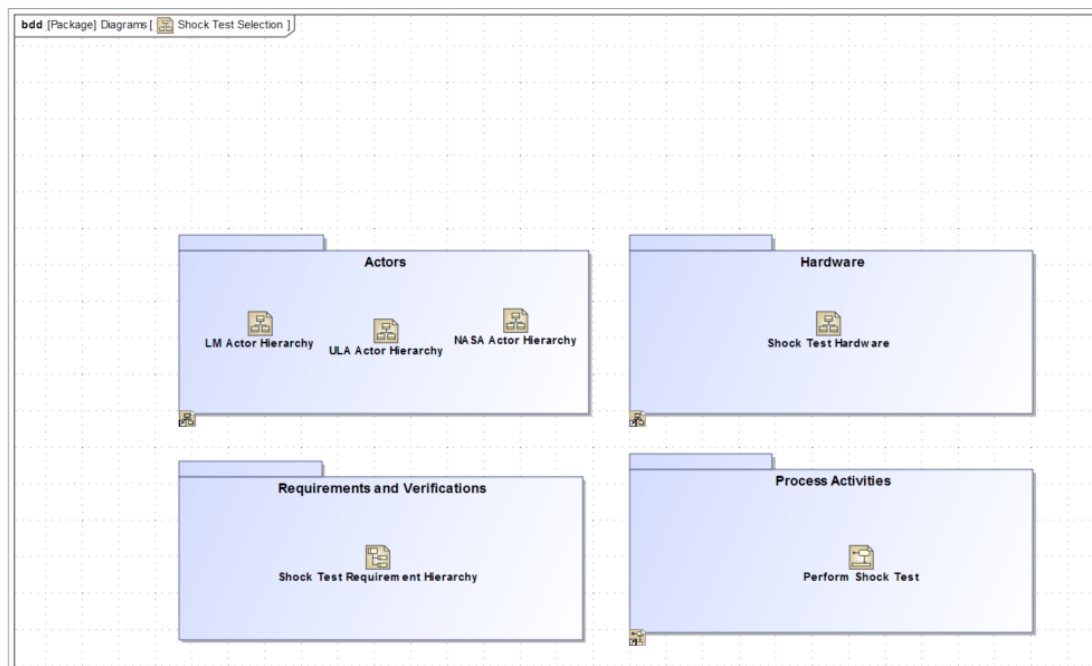 bdd [Package] Diagrams [ Shock Test Selection ]
Actors
LM Actor Hierarchy
ULA Actor Hierarchy
NASA Actor Hierarchy
Hardware
Shock Test Hardware
Requirements and Verifications
Shock Test Requirement Hierarchy
Process Activities
Perform Shock Test